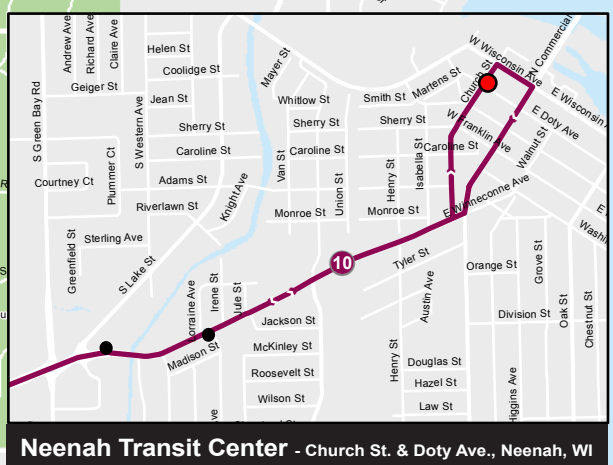 Andrew Ave
Richard Ave
Claire Ave
Helen St
Coolidge St
Mayer St
W Wisconsin Ave
N Commercial
Martens St
Church St
S Green Bay Rd
Geiger St
Jean St
S Western Ave
Whitlow St
Smith St
E Wisconsin A
Sherry St
Sherry St
Sherry St
E Doty Ave
W Franklin Ave
Walnut St
Caroline St
Caroline St
Caroline St
Van St
Union St
Henry St
Isabella St
Courtney Ct
Plummer Ct
Adams St
Knight Ave
E Winneconne Ave
Riverlawn St
Monroe St
Monroe St
Washi
Sterling Ave
Greenfield St
S Lake St
10
Tyler St
Orange St
Grove St
Lorraine Ave
Irene St
Jule St
Austin Ave
Oak St
Chestnut St
Jackson St
Division St
Madison St
McKinley St
Henry St
Douglas St
Roosevelt St
Hazel St
Higgins Ave
Wilson St
Law St
Neenah Transit Center - Church St. & Doty Ave., Neenah, WI